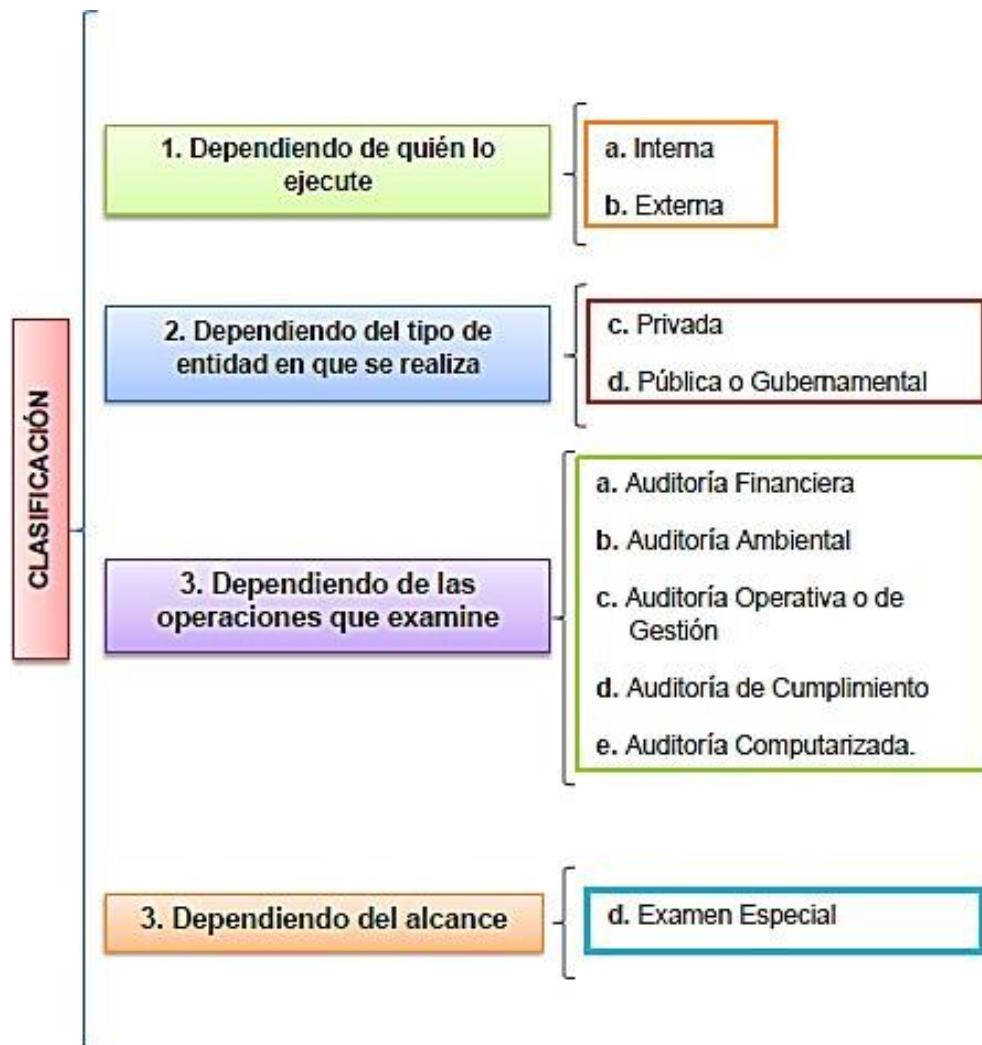 CLASIFICACIÓN
1. Dependiendo de quién lo
ejecute
a. Interna
b. Externa
2. Dependiendo del tipo de
entidad en que se realiza
c. Privada
d. Pública o Gubernamental
3. Dependiendo de las
operaciones que examine
a. Auditoría Financiera
b. Auditoría Ambiental
c. Auditoría Operativa o de
Gestión
d. Auditoría de Cumplimiento
e. Auditoría Computarizada.
3. Dependiendo del alcance
d. Examen Especial